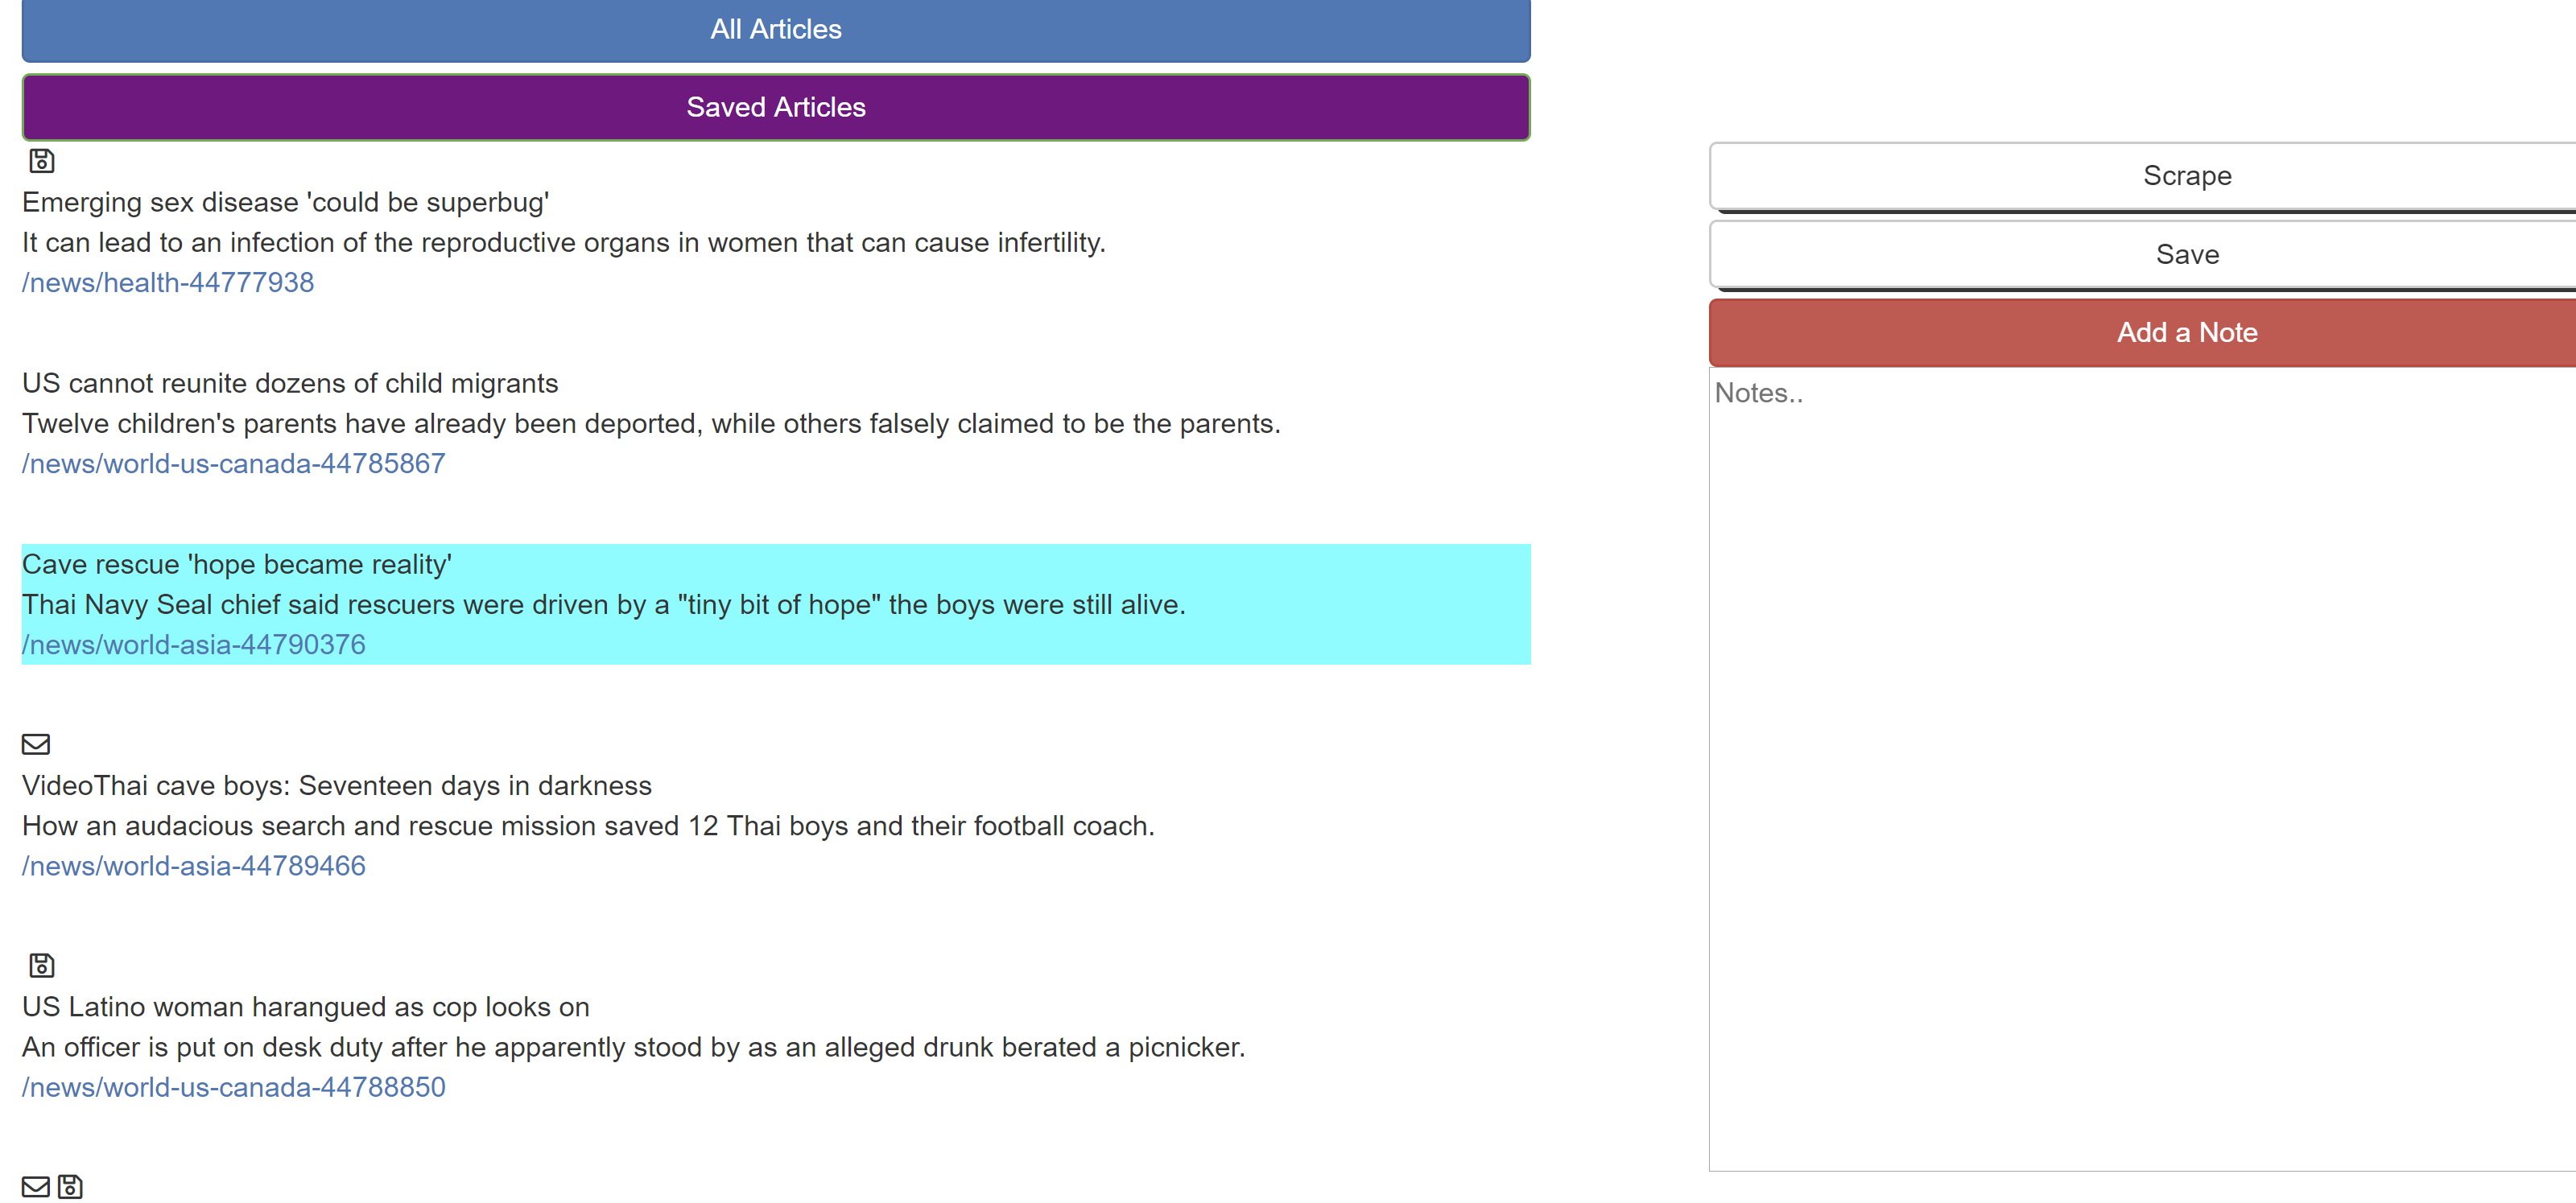 All Articles
Saved Articles
Emerging sex disease 'could be superbug'
It can lead to an infection of the reproductive organs in women that can cause infertility.
/news/health-44777938
US cannot reunite dozens of child migrants
Twelve children's parents have already been deported, while others falsely claimed to be the parents.
/news/world-us-canada-44785867
Cave rescue 'hope became reality'
Thai Navy Seal chief said rescuers were driven by a "tiny bit of hope" the boys were still alive.
/news/world-asia-44790376
VideoThai cave boys: Seventeen days in darkness
How an audacious search and rescue mission saved 12 Thai boys and their football coach.
/news/world-asia-44789466
US Latino woman harangued as cop looks on
An officer is put on desk duty after he apparently stood by as an alleged drunk berated a picnicker.
/news/world-us-canada-44788850
Scrape
Save
Add a Note
Notes..